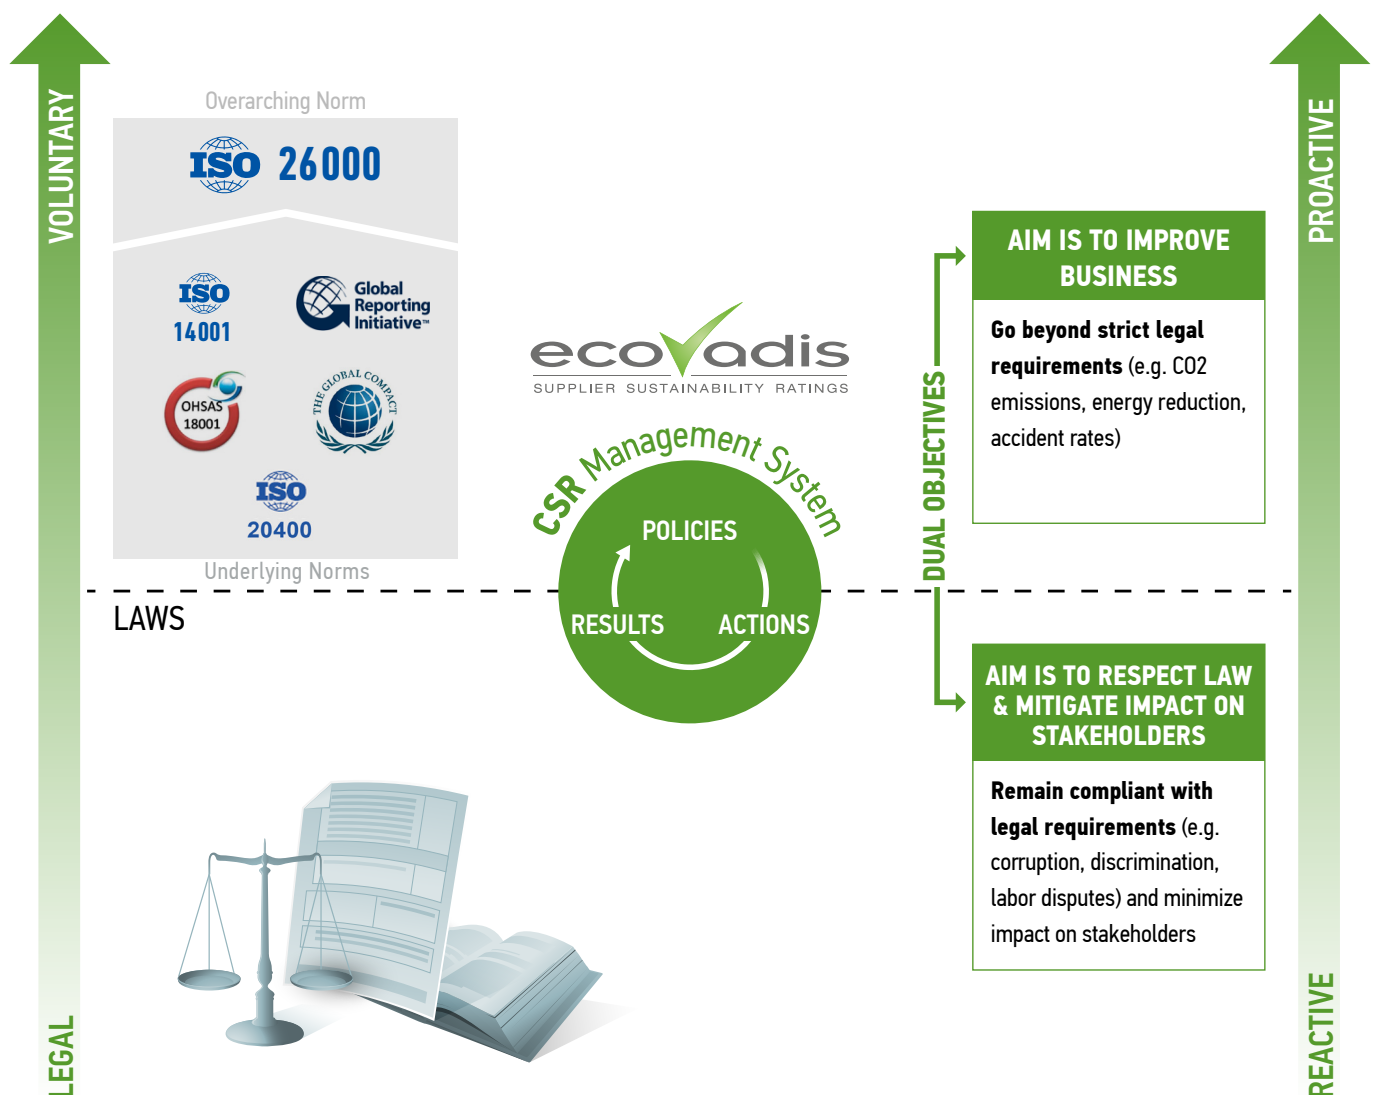 VOLUNTARY
LEGAL
Overarching Norm
ISO 26000
ISO
14001
Global
Reporting
Initiative™
OHSAS
18001
THE GLOBAL COMPACT
ISO
20400
Underlying Norms
LAWS
ecovadis
SUPPLIER SUSTAINABILITY RATINGS
CSR Management System
POLICIES
ACTIONS
RESULTS
DUAL OBJECTIVES
AIM IS TO IMPROVE
BUSINESS
Go beyond strict legal
requirements (e.g. CO2
emissions, energy reduction,
accident rates)
AIM IS TO RESPECT LAW
& MITIGATE IMPACT ON
STAKEHOLDERS
Remain compliant with
legal requirements (e.g.
corruption, discrimination,
labor disputes) and minimize
impact on stakeholders
PROACTIVE
REACTIVE